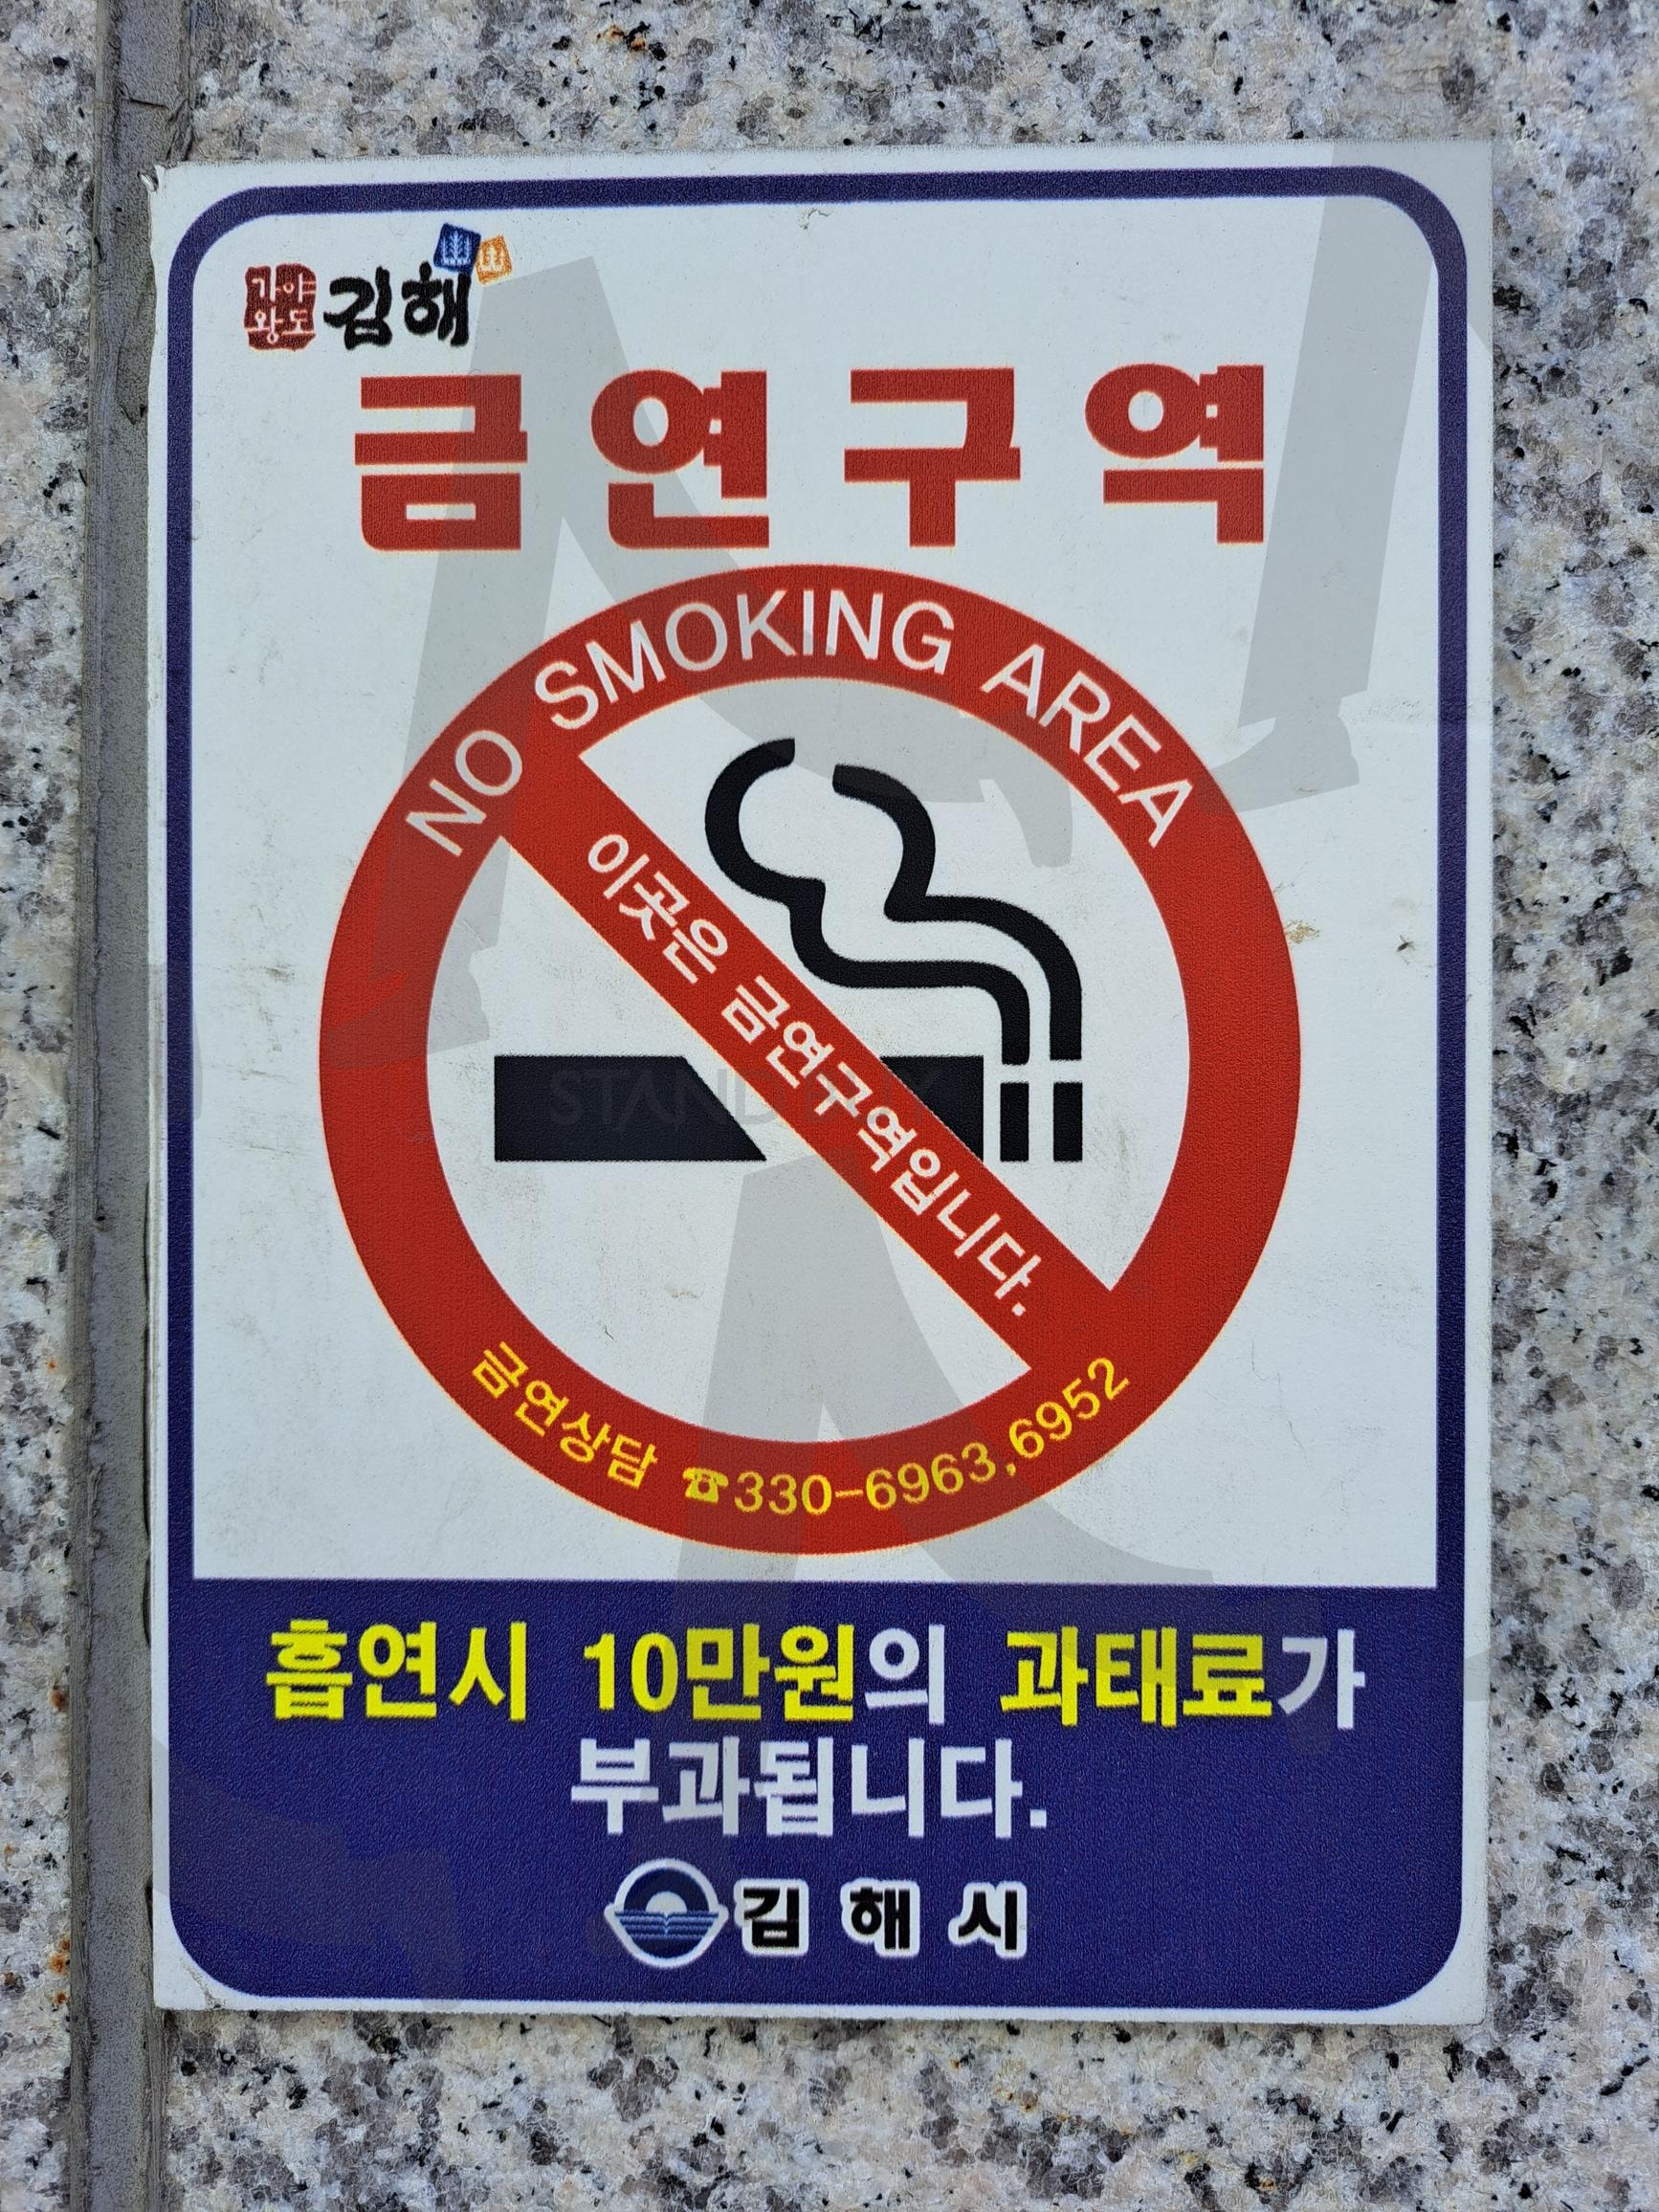 가야
왕도
김해
금연구역
NO SMOKING AREA
이곳은 금연구역입니다.
금연상담 ☎330-6963,6952
흡연시 10만원의 과태료가
부과됩니다.
김해시